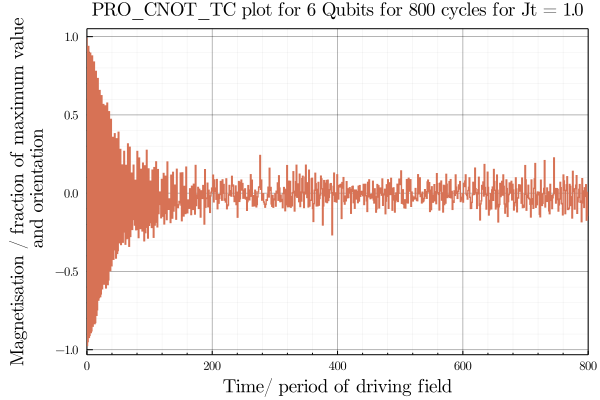 PRO_CNOT_TC plot for 6 Qubits for 800 cycles for Jt = 1.0
Magnetisation / fraction of maximum value
and orientation
1.0
0.5
0.0
−0.5
−1.0
0
200
400
600
800
Time/ period of driving field